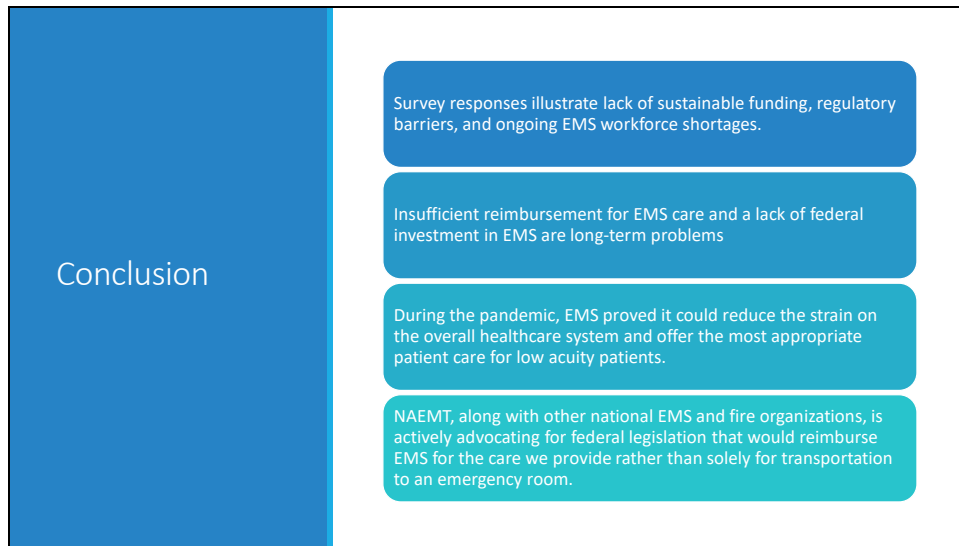 Conclusion
Survey responses illustrate lack of sustainable funding, regulatory
barriers, and ongoing EMS workforce shortages.
Insufficient reimbursement for EMS care and a lack of federal
investment in EMS are long-term problems
During the pandemic, EMS proved it could reduce the strain on
the overall healthcare system and offer the most appropriate
patient care for low acuity patients.
NAEMT, along with other national EMS and fire organizations, is
actively advocating for federal legislation that would reimburse
EMS for the care we provide rather than solely for transportation
to an emergency room.